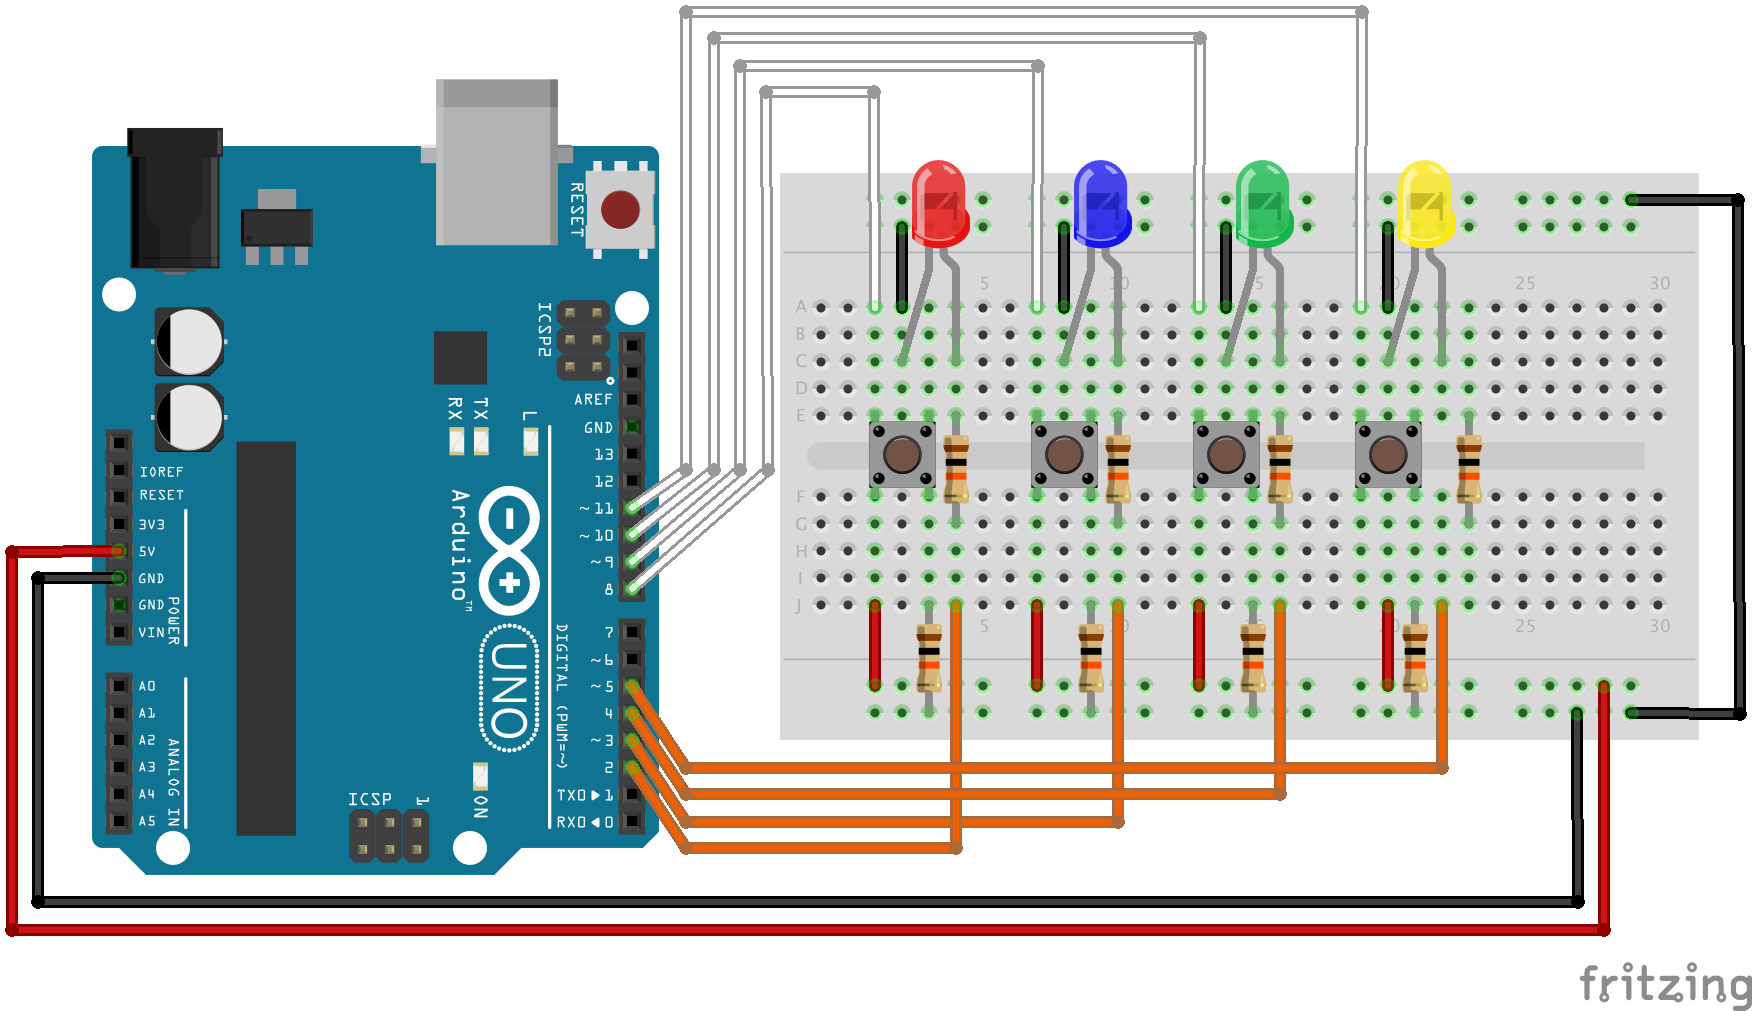 RESET
ICSP2
AREF
GND
13
12
~11
~10
~9
8
7
~6
~5
4
~3
2
TX0▶1
RX0◀0
DIGITAL (PWM=~)
RX
TX
L
Arduino™
UNO
ON
ICSP
1
IOREF
RESET
3V3
5V
GND
GND
VIN
POWER
A0
A1
A2
A3
A4
A5
ANALOG IN
5 10 15 20 25 30
A
B
C
D
E
F
G
H
I
J
5 10 15 20 25 30
fritzing